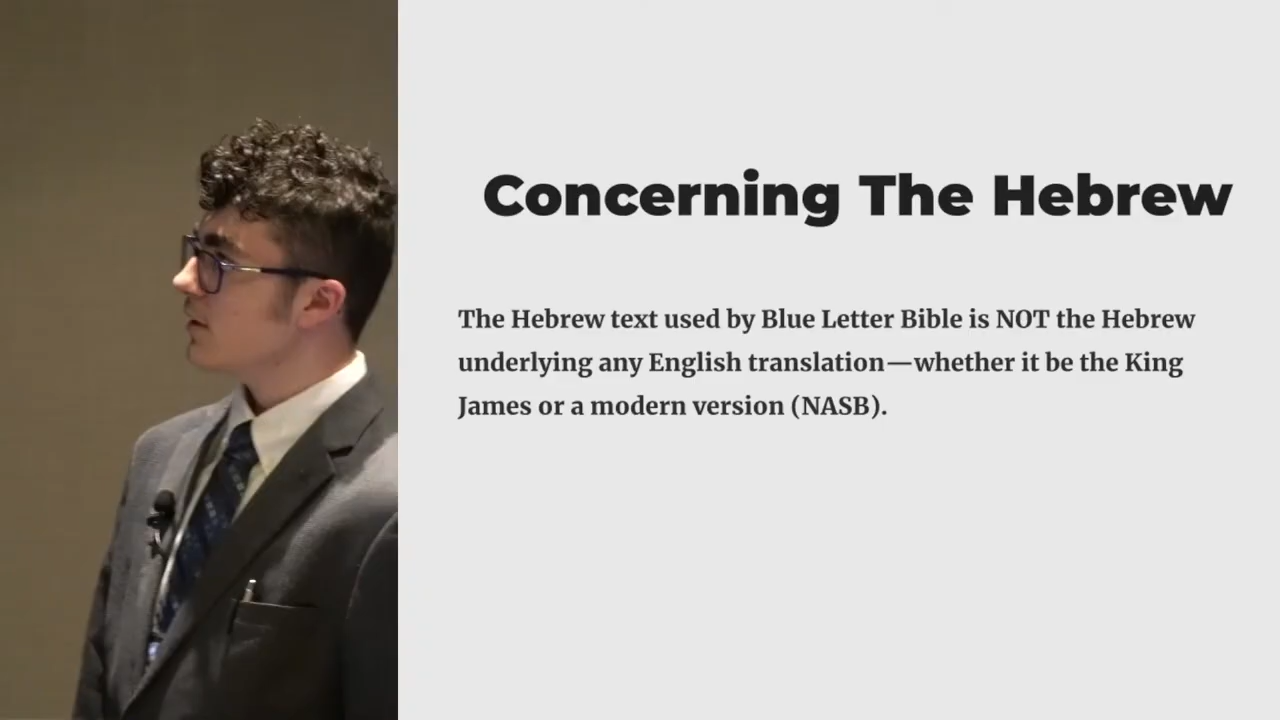 Concerning The Hebrew
The Hebrew text used by Blue Letter Bible is NOT the Hebrew
underlying any English translation—whether it be the King
James or a modern version (NASB).